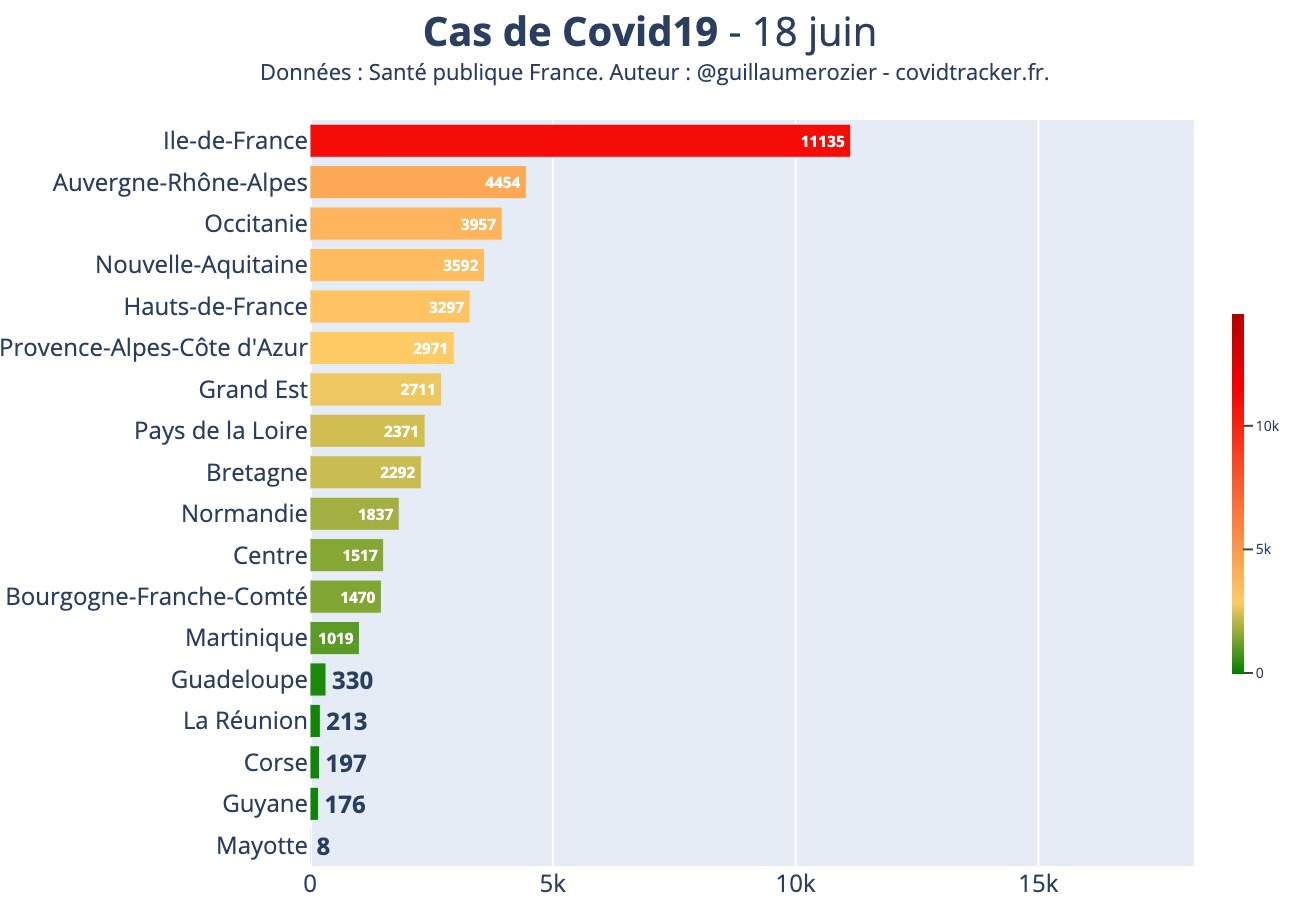 Cas de Covid19 - 18 juin
Données : Santé publique France. Auteur : @guillaumerozier - covidtracker.fr.
Ile-de-France 11135
Auvergne-Rhône-Alpes 4454
Occitanie 3957
Nouvelle-Aquitaine 3592
Hauts-de-France 3297
Provence-Alpes-Côte d'Azur 2971
Grand Est 2711
Pays de la Loire 2371
Bretagne 2292
Normandie 1837
Centre 1517
Bourgogne-Franche-Comté 1470
Martinique 1019
Guadeloupe 330
La Réunion 213
Corse 197
Guyane 176
Mayotte 8
0 5k 10k 15k
10k
5k
0